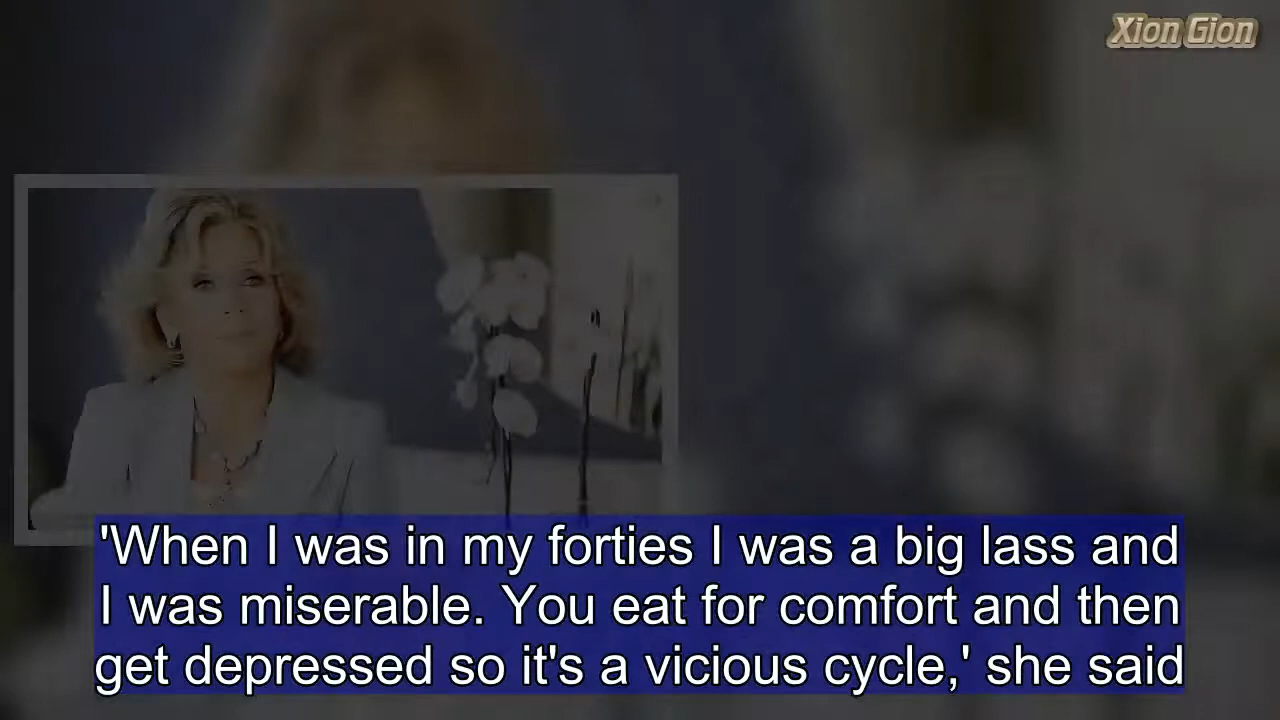 Xion Gion
'When I was in my forties I was a big lass and
I was miserable. You eat for comfort and then
get depressed so it's a vicious cycle,' she said